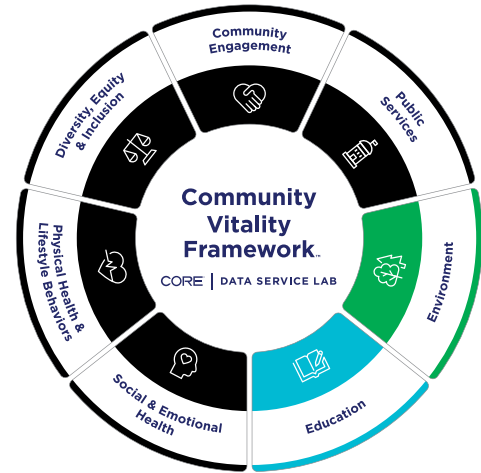 Community
Engagement
Public
Services
Environment
Education
Social & Emotional
Health
Physical Health &
Lifestyle Behaviors
Diversity, Equity
& Inclusion
Community
Vitality
Framework™
CORE | DATA SERVICE LAB